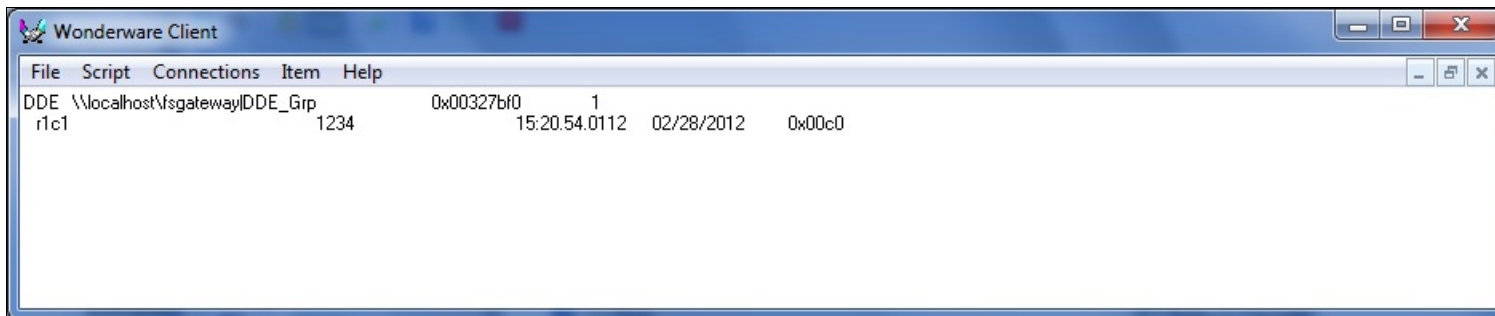 Wonderware Client
File Script Connections Item Help
DDE \\localhost\fsgateway|DDE_Grp 0x00327bf0 1
r1c1 1234 15:20.54.0112 02/28/2012 0x00c0